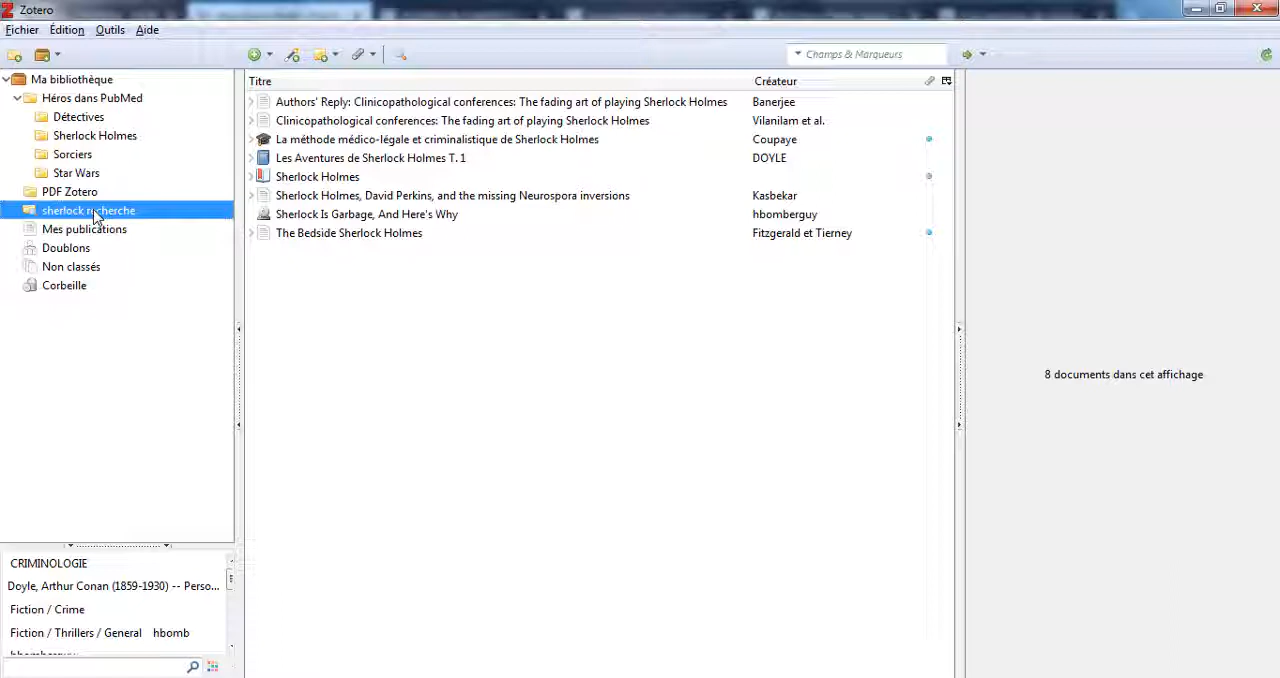 Zotero
Fichier Édition Outils Aide
Champs & Marqueurs
Ma bibliothèque
Héros dans PubMed
Détectives
Sherlock Holmes
Sorciers
Star Wars
PDF Zotero
sherlock recherche
Mes publications
Doublons
Non classés
Corbeille
Titre Créateur
Authors' Reply: Clinicopathological conferences: The fading art of playing Sherlock Holmes Banerjee
Clinicopathological conferences: The fading art of playing Sherlock Holmes Vilanilam et al.
La méthode médico-légale et criminalistique de Sherlock Holmes Coupaye
Les Aventures de Sherlock Holmes T. 1 DOYLE
Sherlock Holmes
Sherlock Holmes, David Perkins, and the missing Neurospora inversions Kasbekar
Sherlock Is Garbage, And Here's Why hbomberguy
The Bedside Sherlock Holmes Fitzgerald et Tierney
8 documents dans cet affichage
CRIMINOLOGIE
Doyle, Arthur Conan (1859-1930) -- Perso...
Fiction / Crime
Fiction / Thrillers / General hbomb